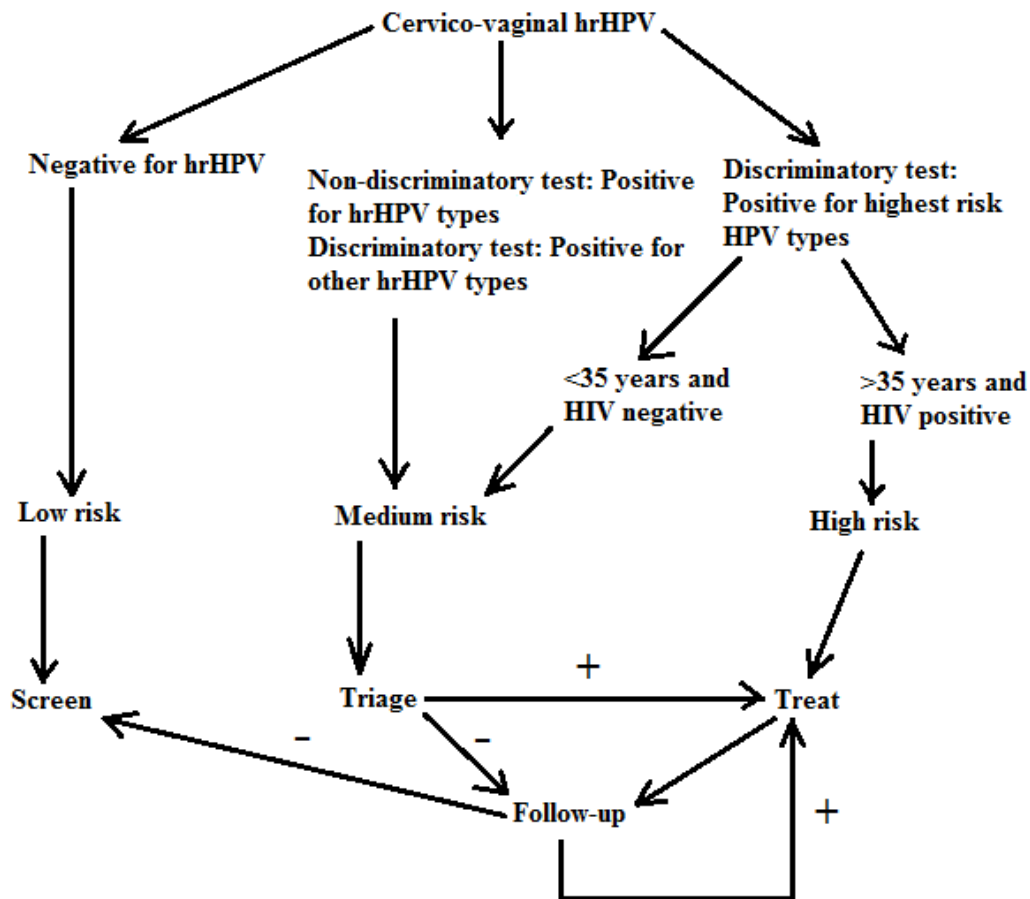 Cervico-vaginal hrHPV
Negative for hrHPV
Non-discriminatory test: Positive
for hrHPV types
Discriminatory test: Positive for
other hrHPV types
Discriminatory test:
Positive for highest risk
HPV types
<35 years and
HIV negative
>35 years and
HIV positive
Low risk
Medium risk
High risk
Screen
Triage
+
Treat
-
-
Follow-up
+